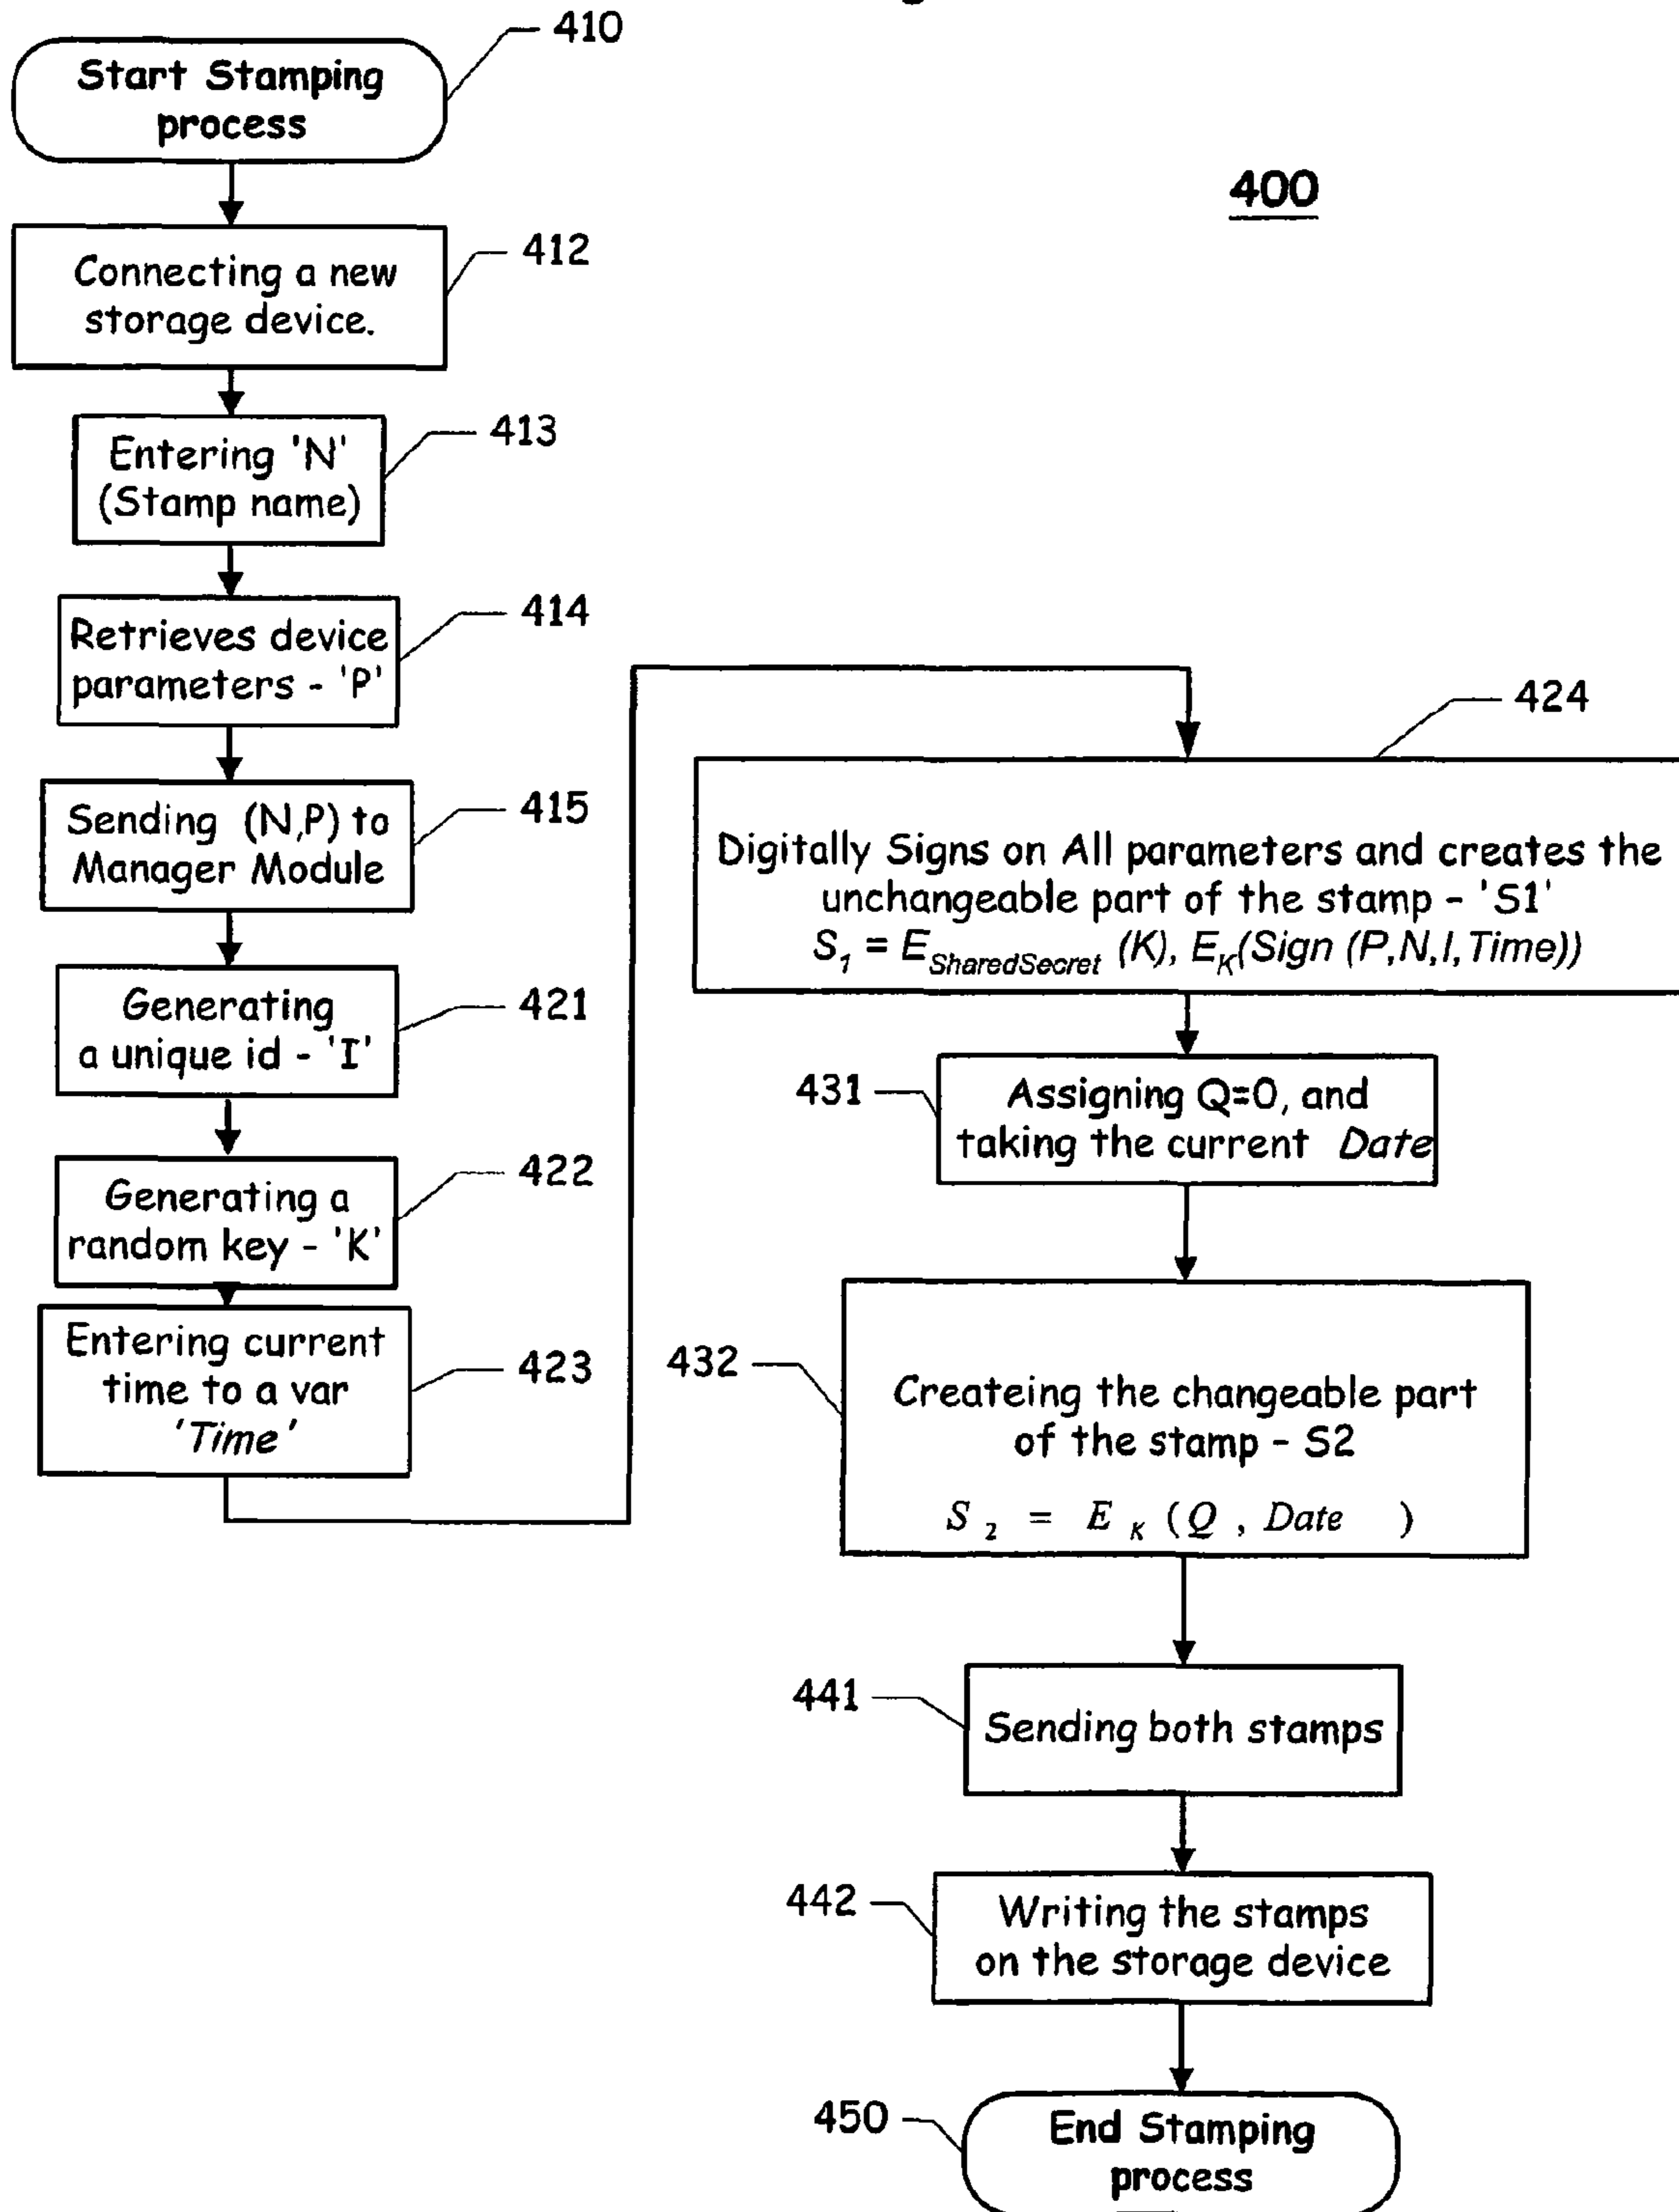 410
Start Stamping
process
400
412
Connecting a new
storage device.
413
Entering 'N'
(Stamp name)
414
Retrieves device
parameters - 'P'
415
Sending (N,P) to
Manager Module
421
Generating
a unique id - 'I'
422
Generating a
random key - 'K'
423
Entering current
time to a var
'Time'
424
Digitally Signs on All parameters and creates the
unchangeable part of the stamp - 'S1'
S1 = ESharedSecret (K), EK(Sign (P,N,I,Time))
431
Assigning Q=0, and
taking the current Date
432
Createing the changeable part
of the stamp - S2
S2 = EK (Q , Date )
441
Sending both stamps
442
Writing the stamps
on the storage device
450
End Stamping
process